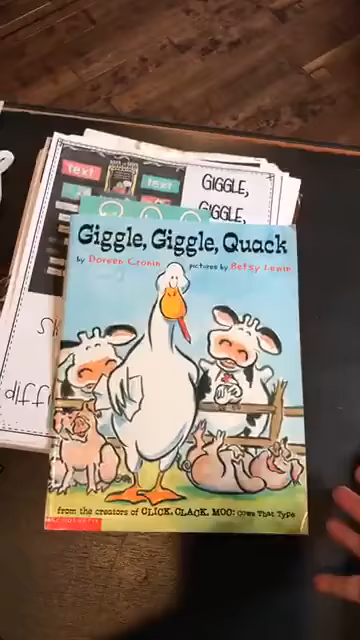 text
text
GIGGLE,
GIGGLE,
Giggle, Giggle, Quack
by Doreen Cronin pictures by Betsy Lewin
from the creators of CLICK, CLACK, MOO: Cows That Type
SCHOLASTIC